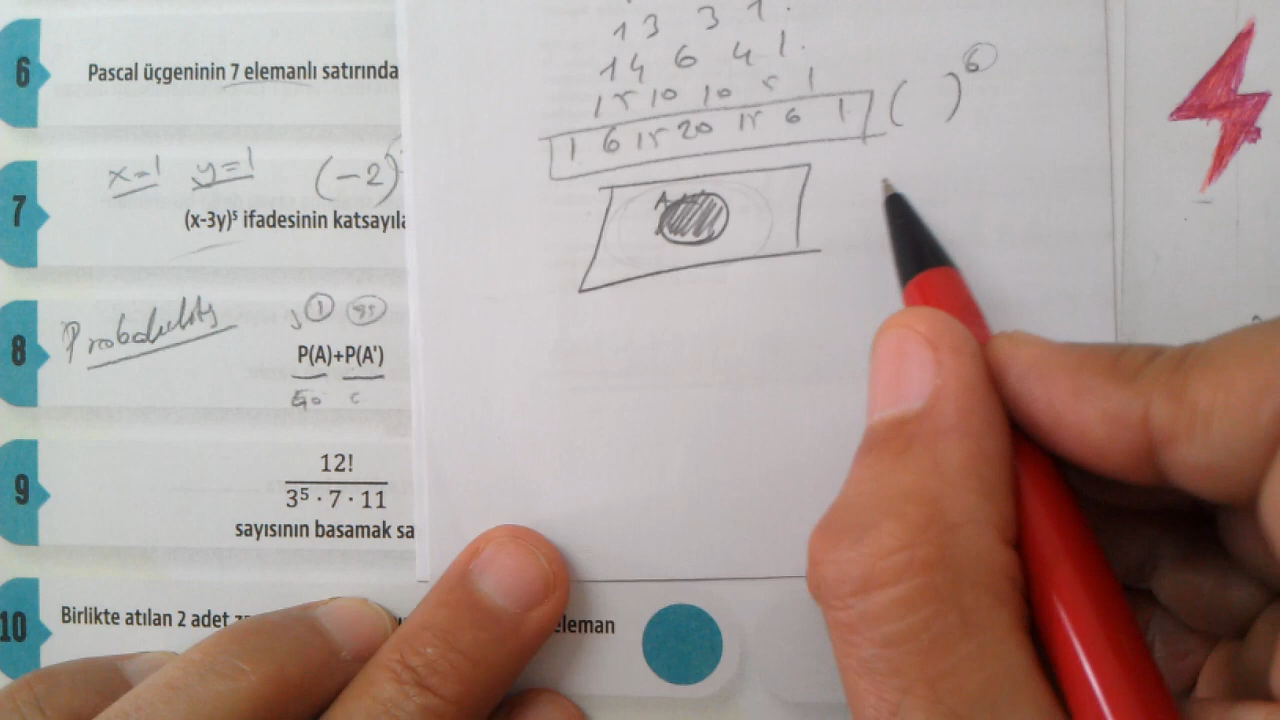 6
Pascal üçgeninin 7 elemanlı satırında
7
x=1 y=1 (-2)
(x-3y)⁵ ifadesinin katsayıla
8
P(A)+P(A')
9
12!
3⁵ · 7 · 11
sayısının basamak sa
10
Birlikte atılan 2 adet
eleman
1 3 3 1.
1 4 6 4 1.
1 5 10 10 5 1
1 6 15 20 15 6 1 ( )⁶
A